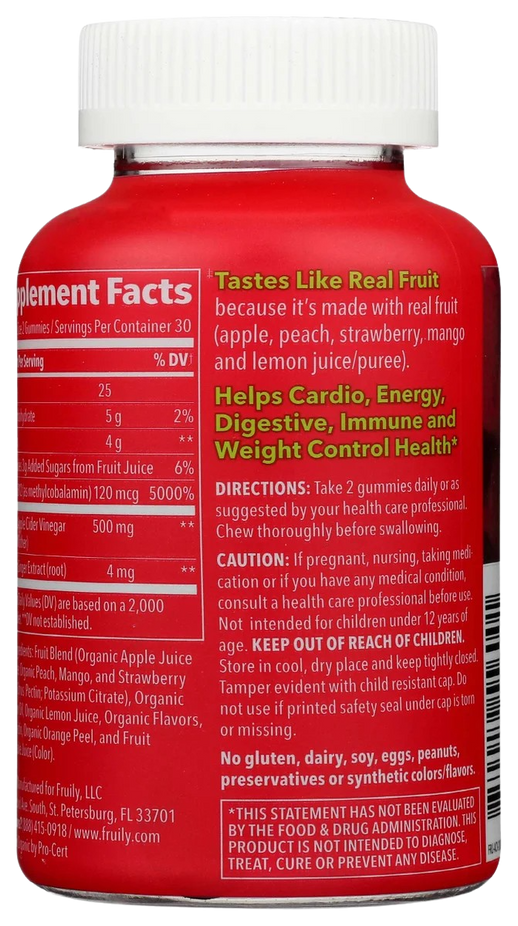 Supplement Facts
2 Gummies / Servings Per Container 30
Per Serving % DV†
25
5 g 2%
4 g **
3g Added Sugars from Fruit Juice 6%
(as methylcobalamin) 120 mcg 5000%
Cider Vinegar 500 mg **
Extract (root) 4 mg **
Daily Values (DV) are based on a 2,000
**DV not established.
Fruit Blend (Organic Apple Juice
Organic Peach, Mango, and Strawberry
Pectin; Potassium Citrate), Organic
Organic Lemon Juice, Organic Flavors,
Organic Orange Peel, and Fruit
Juice (Color).
for Fruily, LLC
Ave. South, St. Petersburg, FL 33701
(888) 415-0918 / www.fruily.com
by Pro-Cert
Tastes Like Real Fruit
because it's made with real fruit
(apple, peach, strawberry, mango
and lemon juice/puree).
Helps Cardio, Energy,
Digestive, Immune and
Weight Control Health*
DIRECTIONS: Take 2 gummies daily or as
suggested by your health care professional.
Chew thoroughly before swallowing.
CAUTION: If pregnant, nursing, taking medi-
cation or if you have any medical condition,
consult a health care professional before use.
Not intended for children under 12 years of
age. KEEP OUT OF REACH OF CHILDREN.
Store in cool, dry place and keep tightly closed.
Tamper evident with child resistant cap. Do
not use if printed safety seal under cap is torn
or missing.
No gluten, dairy, soy, eggs, peanuts,
preservatives or synthetic colors/flavors.
*THIS STATEMENT HAS NOT BEEN EVALUATED
BY THE FOOD & DRUG ADMINISTRATION. THIS
PRODUCT IS NOT INTENDED TO DIAGNOSE,
TREAT, CURE OR PREVENT ANY DISEASE.